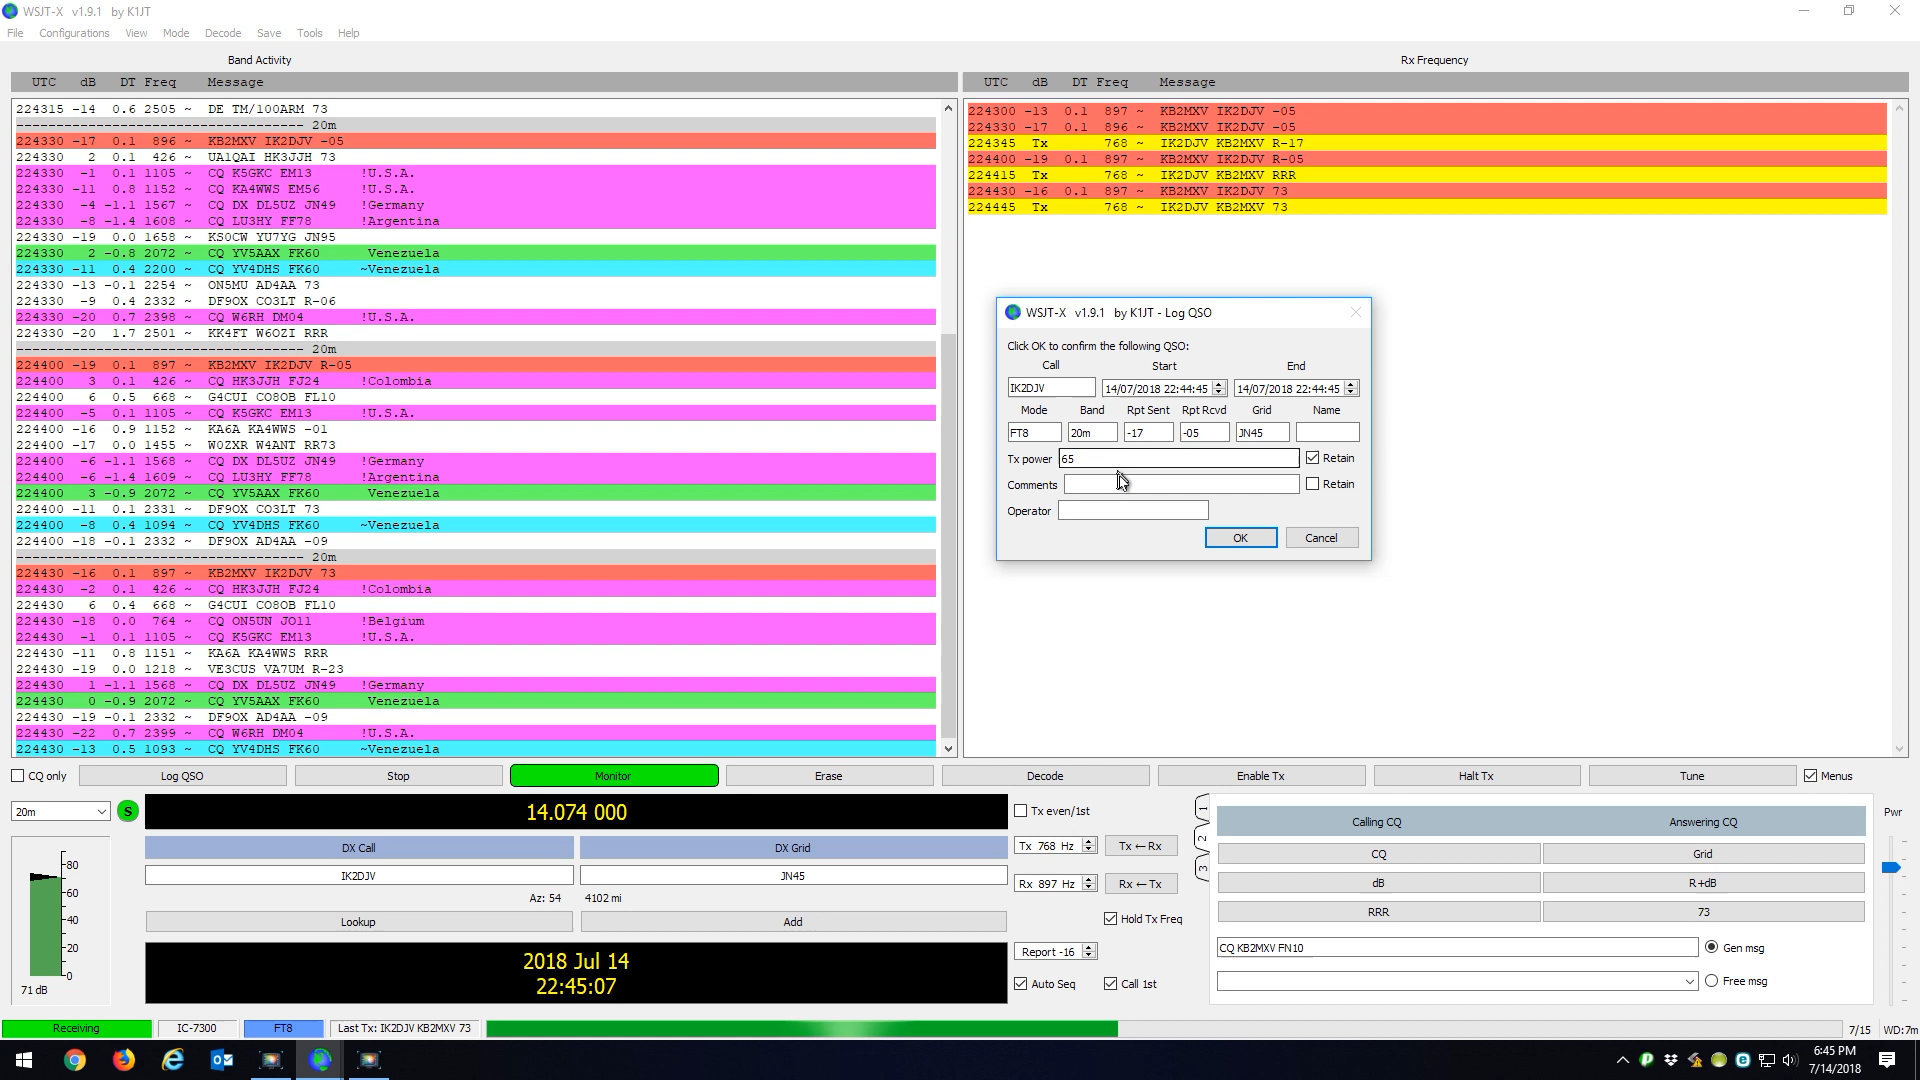 WSJT-X v1.9.1 by K1JT
File Configurations View Mode Decode Save Tools Help
Band Activity
UTC dB DT Freq Message
224315 -14 0.6 2505 ~ DE TM/100ARM 73
---------------------------------- 20m
224330 -17 0.1 896 ~ KB2MXV IK2DJV -05
224330 2 0.1 426 ~ UA1QAI HK3JJH 73
224330 -1 0.1 1105 ~ CQ K5GKC EM13 !U.S.A.
224330 -11 0.8 1152 ~ CQ KA4WWS EM56 !U.S.A.
224330 -4 -1.1 1567 ~ CQ DX DL5UZ JN49 !Germany
224330 -8 -1.4 1608 ~ CQ LU3HY FF78 !Argentina
224330 -19 0.0 1658 ~ KS0CW YU7YG JN95
224330 2 -0.8 2072 ~ CQ YV5AAX FK60 Venezuela
224330 -11 0.4 2200 ~ CQ YV4DHS FK60 ~Venezuela
224330 -13 -0.1 2254 ~ ON5MU AD4AA 73
224330 -9 0.4 2332 ~ DF9OX CO3LT R-06
224330 -20 0.7 2398 ~ CQ W6RH DM04 !U.S.A.
224330 -20 1.7 2501 ~ KK4FT W6OZI RRR
---------------------------------- 20m
224400 -19 0.1 897 ~ KB2MXV IK2DJV R-05
224400 3 0.1 426 ~ CQ HK3JJH FJ24 !Colombia
224400 6 0.5 668 ~ G4CUI CO8OB FL10
224400 -5 0.1 1105 ~ CQ K5GKC EM13 !U.S.A.
224400 -16 0.9 1152 ~ KA6A KA4WWS -01
224400 -17 0.0 1455 ~ W0ZXR W4ANT RR73
224400 -6 -1.1 1568 ~ CQ DX DL5UZ JN49 !Germany
224400 -6 -1.4 1609 ~ CQ LU3HY FF78 !Argentina
224400 3 -0.9 2072 ~ CQ YV5AAX FK60 Venezuela
224400 -11 0.1 2331 ~ DF9OX CO3LT 73
224400 -8 0.4 1094 ~ CQ YV4DHS FK60 ~Venezuela
224400 -18 -0.1 2332 ~ DF9OX AD4AA -09
---------------------------------- 20m
224430 -16 0.1 897 ~ KB2MXV IK2DJV 73
224430 -2 0.1 426 ~ CQ HK3JJH FJ24 !Colombia
224430 6 0.4 668 ~ G4CUI CO8OB FL10
224430 -18 0.0 764 ~ CQ ON5UN JO11 !Belgium
224430 -1 0.1 1105 ~ CQ K5GKC EM13 !U.S.A.
224430 -11 0.8 1151 ~ KA6A KA4WWS RRR
224430 -19 0.0 1218 ~ VE3CUS VA7UM R-23
224430 1 -1.1 1568 ~ CQ DX DL5UZ JN49 !Germany
224430 0 -0.9 2072 ~ CQ YV5AAX FK60 Venezuela
224430 -19 -0.1 2332 ~ DF9OX AD4AA -09
224430 -22 0.7 2399 ~ CQ W6RH DM04 !U.S.A.
224430 -13 0.5 1093 ~ CQ YV4DHS FK60 ~Venezuela
Rx Frequency
UTC dB DT Freq Message
224300 -13 0.1 897 ~ KB2MXV IK2DJV -05
224330 -17 0.1 896 ~ KB2MXV IK2DJV -05
224345 Tx 768 ~ IK2DJV KB2MXV R-17
224400 -19 0.1 897 ~ KB2MXV IK2DJV R-05
224415 Tx 768 ~ IK2DJV KB2MXV RRR
224430 -16 0.1 897 ~ KB2MXV IK2DJV 73
224445 Tx 768 ~ IK2DJV KB2MXV 73
WSJT-X v1.9.1 by K1JT - Log QSO
Click OK to confirm the following QSO:
Call Start End
IK2DJV 14/07/2018 22:44:45 14/07/2018 22:44:45
Mode Band Rpt Sent Rpt Rcvd Grid Name
FT8 20m -17 -05 JN45
Tx power 65 Retain
Comments Retain
Operator
OK Cancel
CQ only Log QSO Stop Monitor Erase Decode Enable Tx Halt Tx Tune Menus
20m S 14.074 000
DX Call DX Grid
IK2DJV JN45
Az: 54 4102 mi
Lookup Add
2018 Jul 14
22:45:07
-80
-60
-40
-20
-0
71 dB
Tx even/1st
Tx 768 Hz Tx ← Rx
Rx 897 Hz Rx ← Tx
Hold Tx Freq
Report -16
Auto Seq Call 1st
1
2
3
Calling CQ Answering CQ
CQ Grid
dB R+dB
RRR 73
CQ KB2MXV FN10 Gen msg
Free msg
Pwr
Receiving IC-7300 FT8 Last Tx: IK2DJV KB2MXV 73 7/15 WD:7m
6:45 PM
7/14/2018